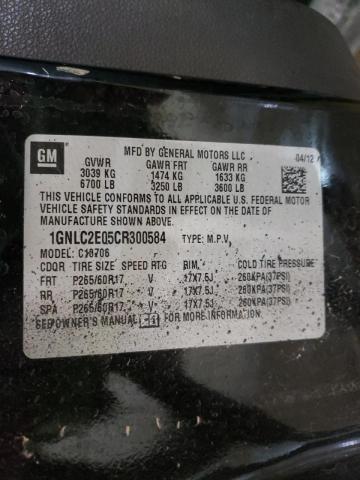 GM
MFD BY GENERAL MOTORS LLC
04/12
GVWR GAWR FRT GAWR RR
3039 KG 1474 KG 1633 KG
6700 LB 3250 LB 3600 LB
THIS VEHICLE CONFORMS TO ALL APPLICABLE U.S. FEDERAL MOTOR
VEHICLE SAFETY STANDARDS IN EFFECT ON THE DATE OF
MANUFACTURE SHOWN ABOVE.
1GNLC2E05CR300584 TYPE: M.P.V.
MODEL: C10706
CDQR TIRE SIZE SPEED RTG RIM COLD TIRE PRESSURE
FRT P265/60R17 V 17X7.5J 260KPA(37PSI)
RR P265/60R17 V 17X7.5J 260KPA(37PSI)
SPA P265/60R17 V 17X7.5J 260KPA(37PSI)
SEE OWNER'S MANUAL FOR MORE INFORMATION.